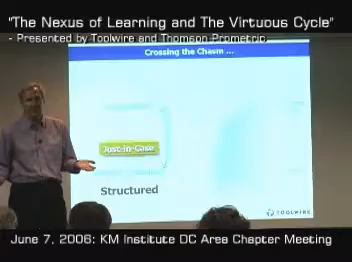 "The Nexus of Learning and The Virtuous Cycle"
- Presented by Toolwire and Thomson Prometric
Crossing the Chasm ...
Just-in-Case
Structured
TOOLWIRE
June 7, 2006: KM Institute DC Area Chapter Meeting